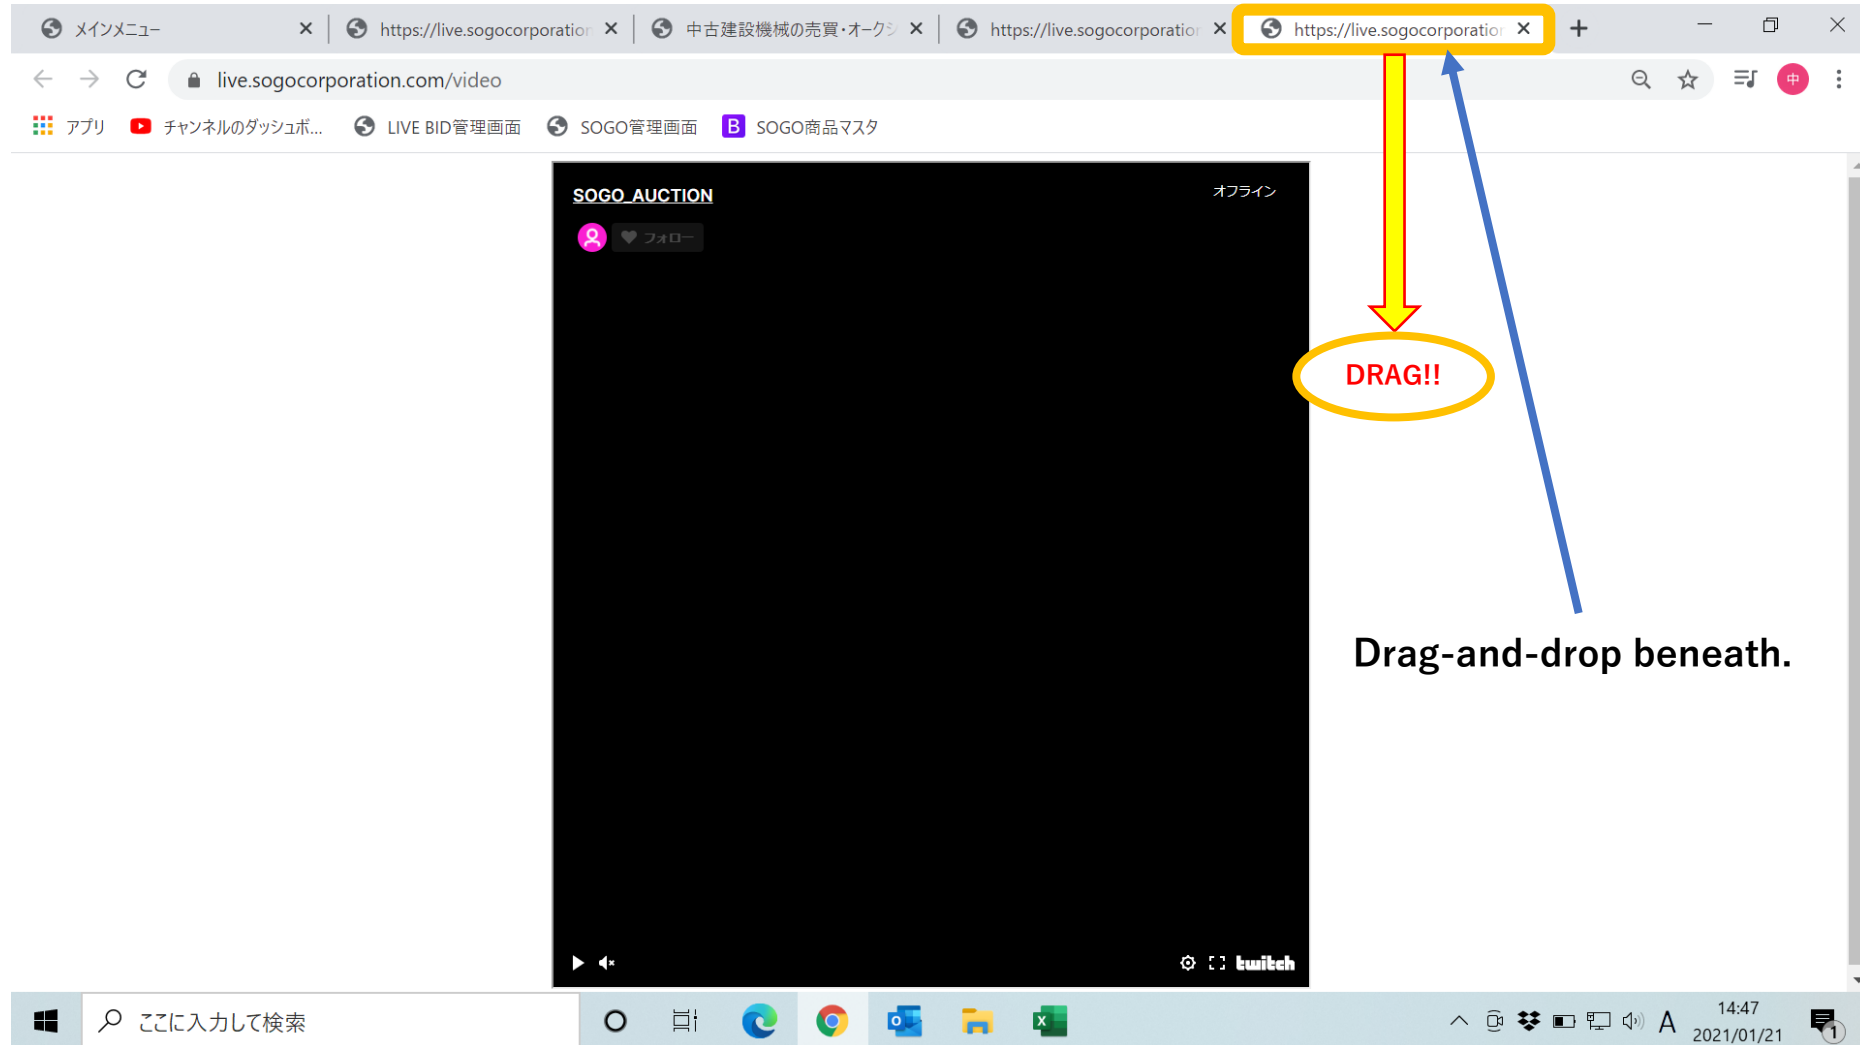 メインメニュー
https://live.sogocorporation
中古建設機械の売買・オークシ
https://live.sogocorporation
https://live.sogocorporation
live.sogocorporation.com/video
中
アプリ
チャンネルのダッシュボ...
LIVE BID管理画面
SOGO管理画面
B SOGO商品マスタ
SOGO_AUCTION
オフライン
フォロー
DRAG!!
Drag-and-drop beneath.
twitch
ここに入力して検索
A
14:47
2021/01/21
1